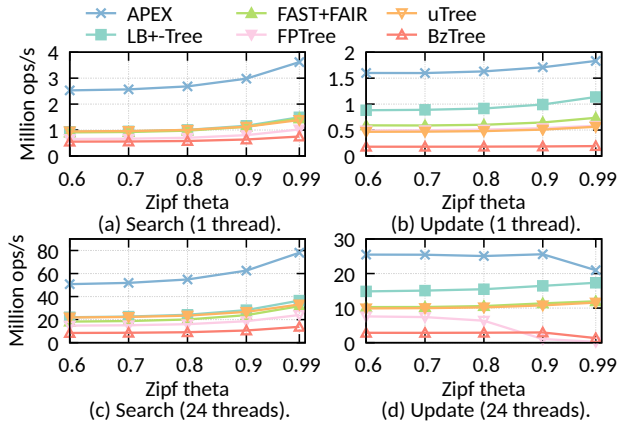 APEX FAST+FAIR uTree
LB+-Tree FPTree BzTree
Million ops/s
4
3
2
1
0
0.6 0.7 0.8 0.9 0.99
Zipf theta
(a) Search (1 thread).
2
1.5
1
0.5
0
0.6 0.7 0.8 0.9 0.99
Zipf theta
(b) Update (1 thread).
Million ops/s
80
60
40
20
0
0.6 0.7 0.8 0.9 0.99
Zipf theta
(c) Search (24 threads).
30
20
10
0
0.6 0.7 0.8 0.9 0.99
Zipf theta
(d) Update (24 threads).